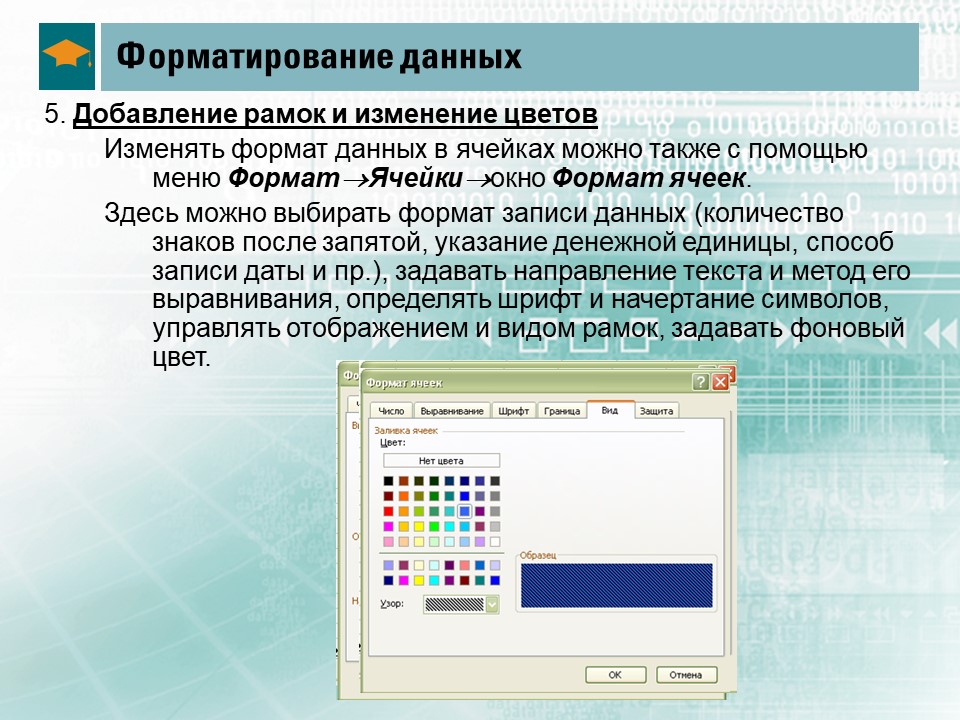 Форматирование данных
5. Добавление рамок и изменение цветов
Изменять формат данных в ячейках можно также с помощью
меню Формат→Ячейки→окно Формат ячеек.
Здесь можно выбирать формат записи данных (количество
знаков после запятой, указание денежной единицы, способ
записи даты и пр.), задавать направление текста и метод его
выравнивания, определять шрифт и начертание символов,
управлять отображением и видом рамок, задавать фоновый
цвет.
Формат ячеек
Число Выравнивание Шрифт Граница Вид Защита
Заливка ячеек
Цвет:
Нет цвета
Образец
Узор:
ОК Отмена